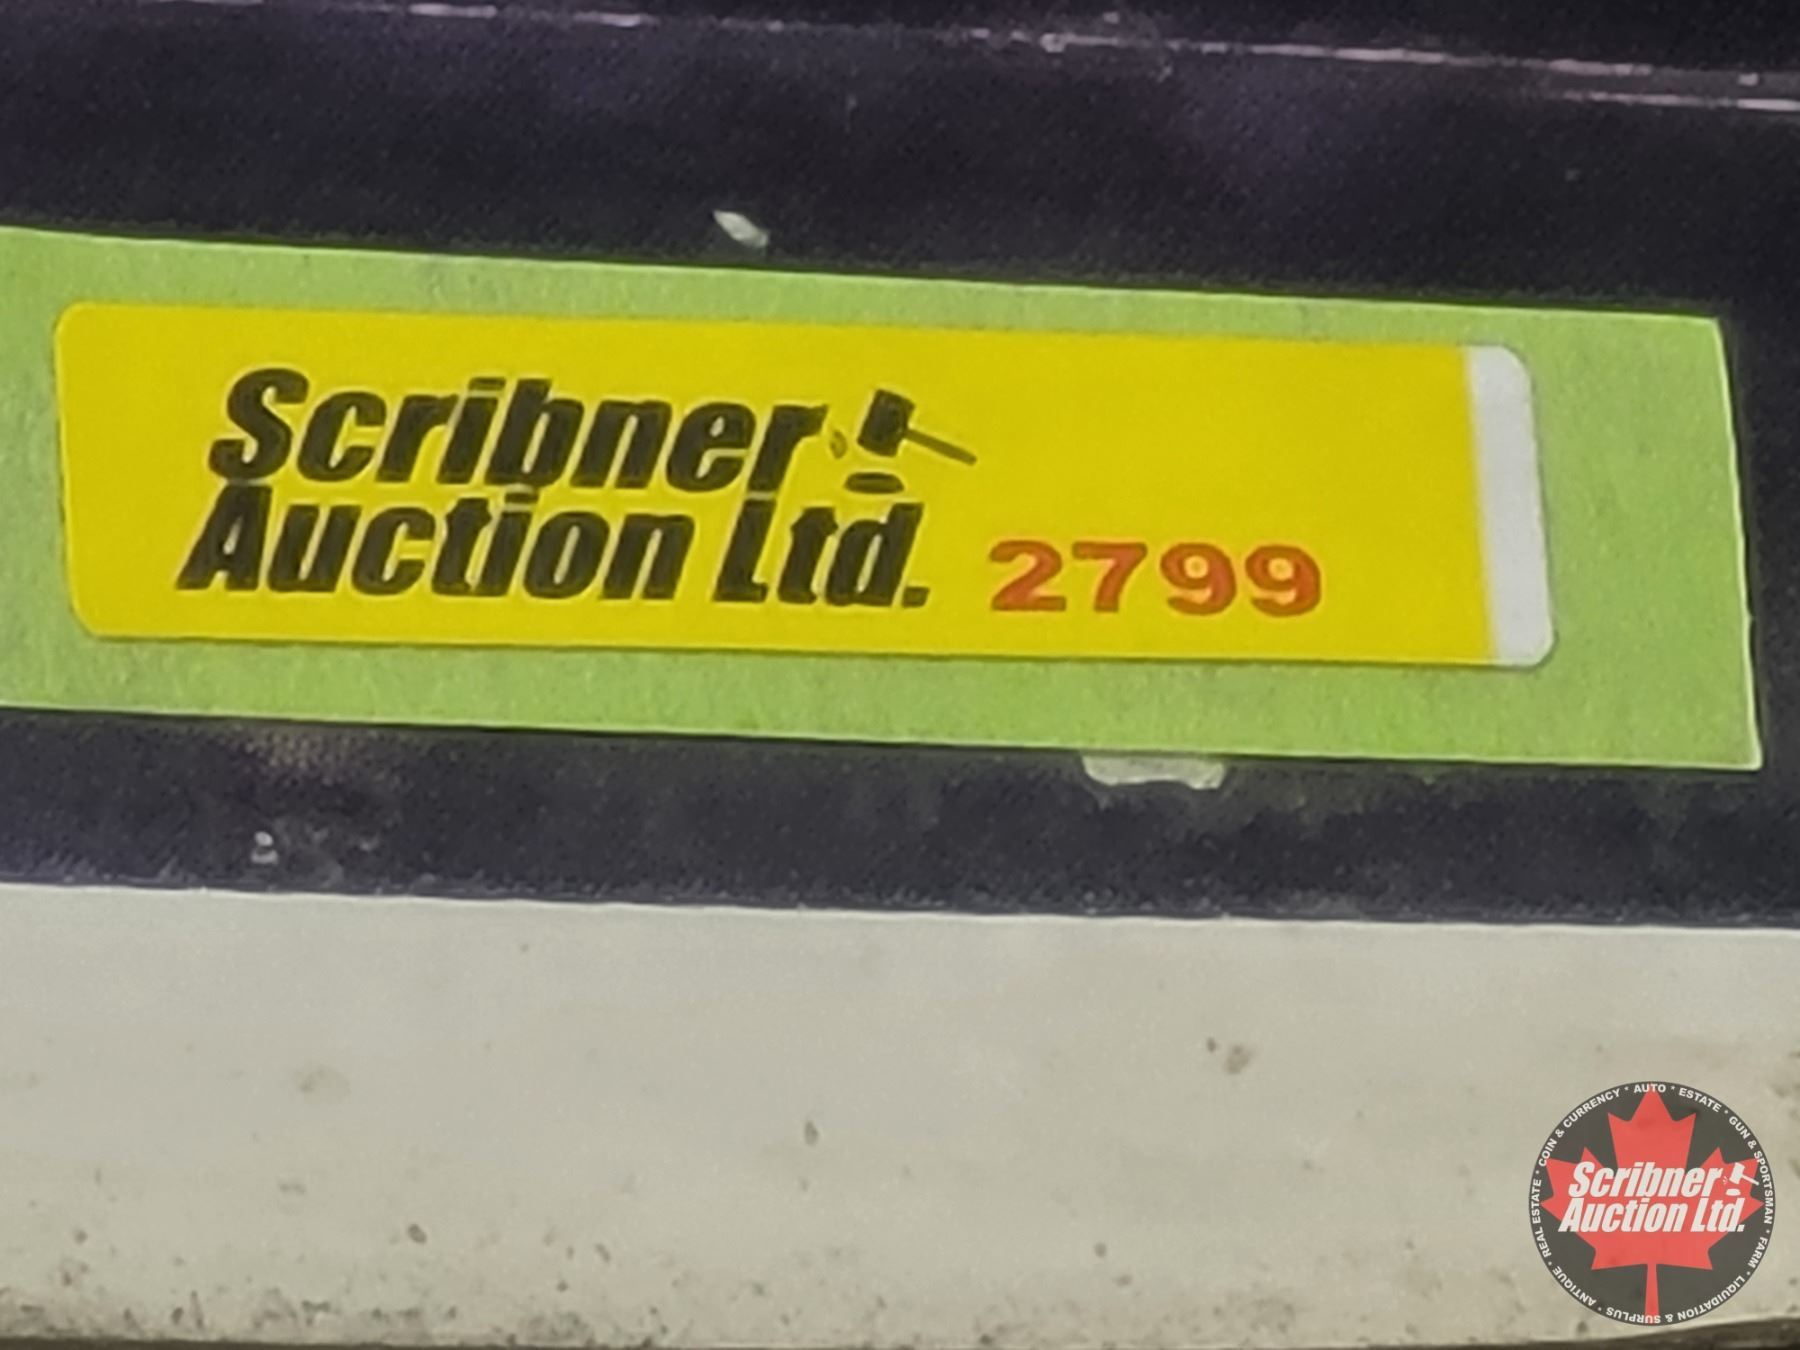 Scribner
Auction Ltd. 2799
COIN & CURRENCY * AUTO * ESTATE * GUN & SPORTSMAN * FARM * LIQUIDATION & SURPLUS * ANTIQUE * REAL ESTATE *
Scribner
Auction Ltd.